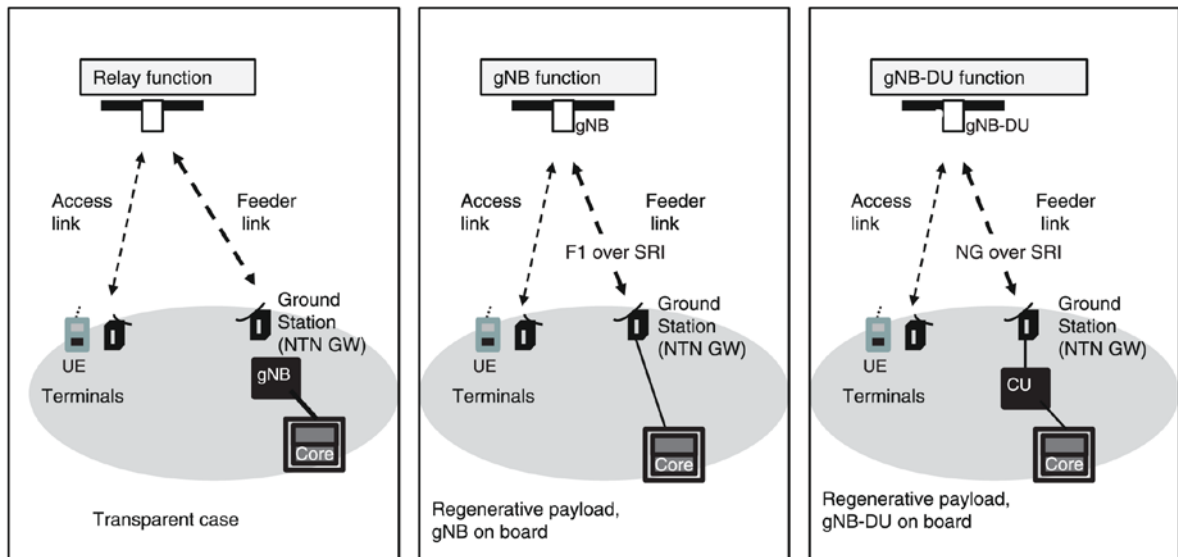 Relay function
Access
link
Feeder
link
Ground
Station
(NTN GW)
UE
gNB
Terminals
Core
Transparent case
gNB function
gNB
Access
link
Feeder
link
F1 over SRI
Ground
Station
(NTN GW)
UE
Terminals
Core
Regenerative payload,
gNB on board
gNB-DU function
gNB-DU
Access
link
Feeder
link
NG over SRI
Ground
Station
(NTN GW)
UE
CU
Terminals
Core
Regenerative payload,
gNB-DU on board